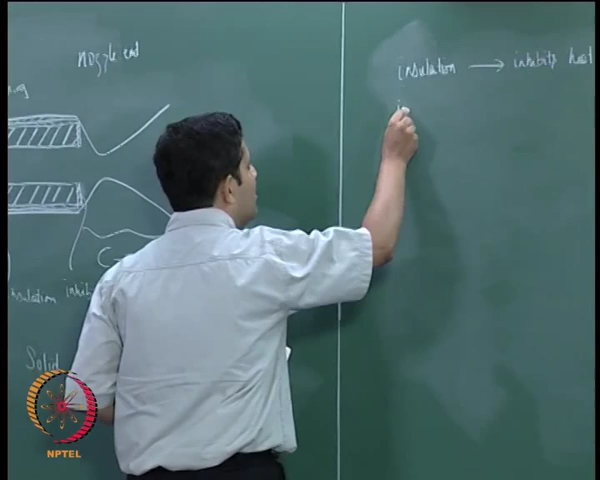 nozzle end
insulation → inhibits heat
insulation
Solid
NPTEL